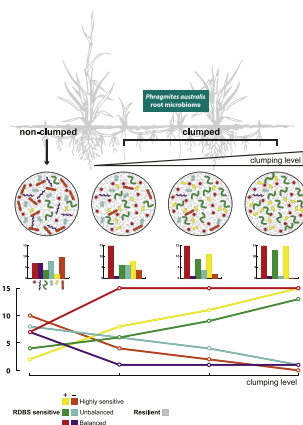 Phragmites australis
root microbiome
non-clumped
clumped
clumping level
15
10
5
0
clumping level
+ −
Highly sensitive
RDBS sensitive Unbalanced Resilient
Balanced